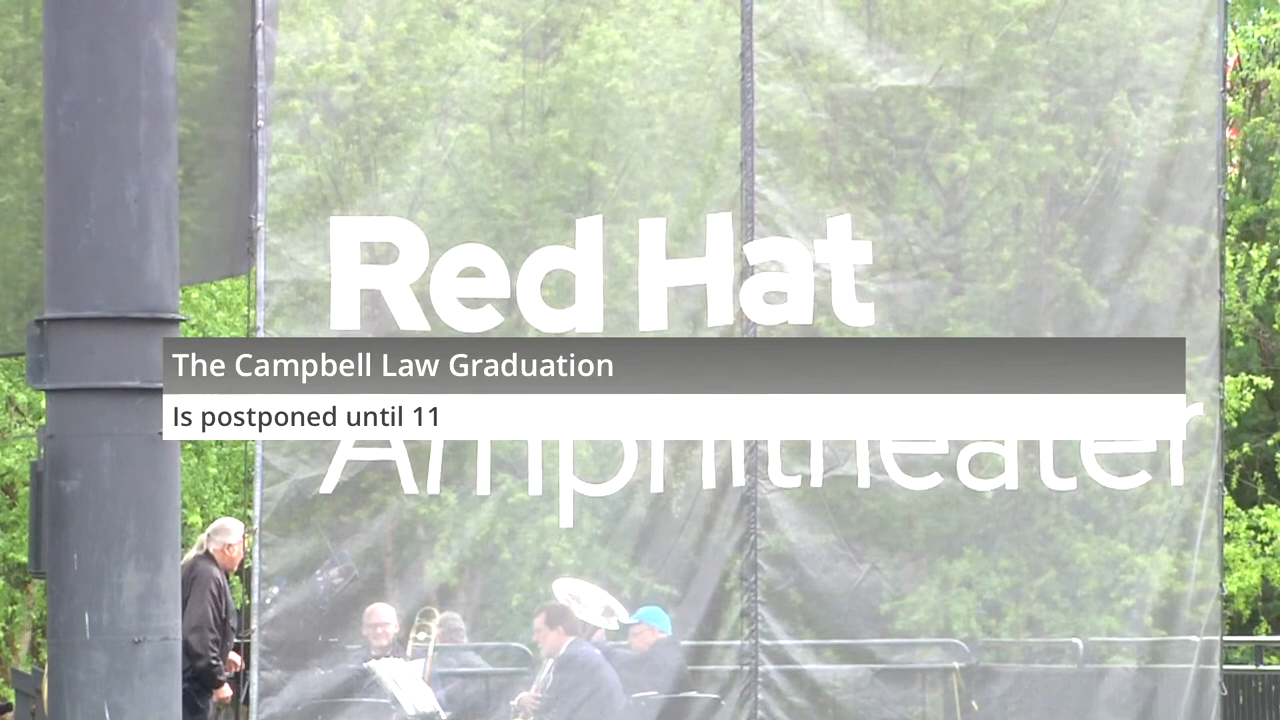 Red Hat
The Campbell Law Graduation
Is postponed until 11
Amphitheater